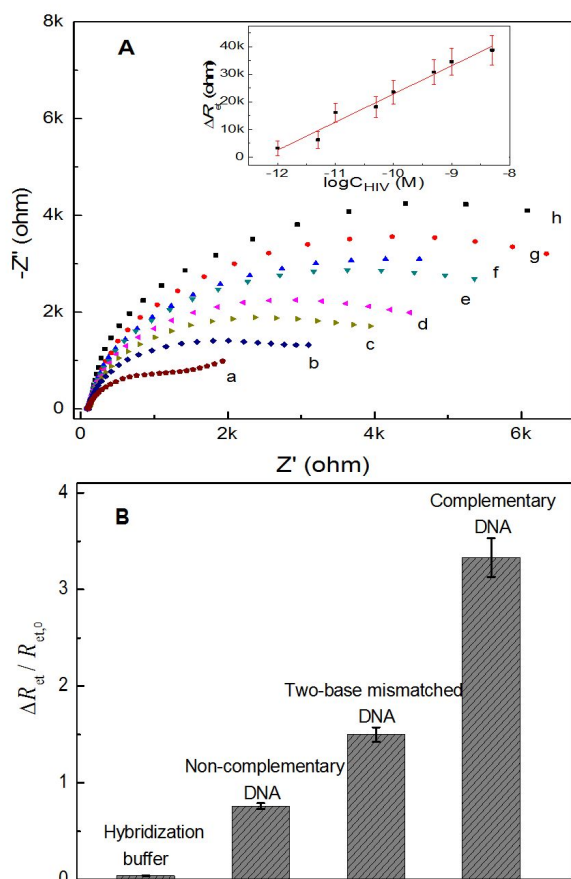 A
8k
6k
4k
2k
0
-Z" (ohm)
0 2k 4k 6k
Z' (ohm)
40k
30k
20k
10k
0
ΔRet (ohm)
-12 -11 -10 -9 -8
logCHIV (M)
h
g
f
e
d
c
b
a
B
4
3
2
1
0
ΔRet / Ret,0
Complementary
DNA
Two-base mismatched
DNA
Non-complementary
DNA
Hybridization
buffer